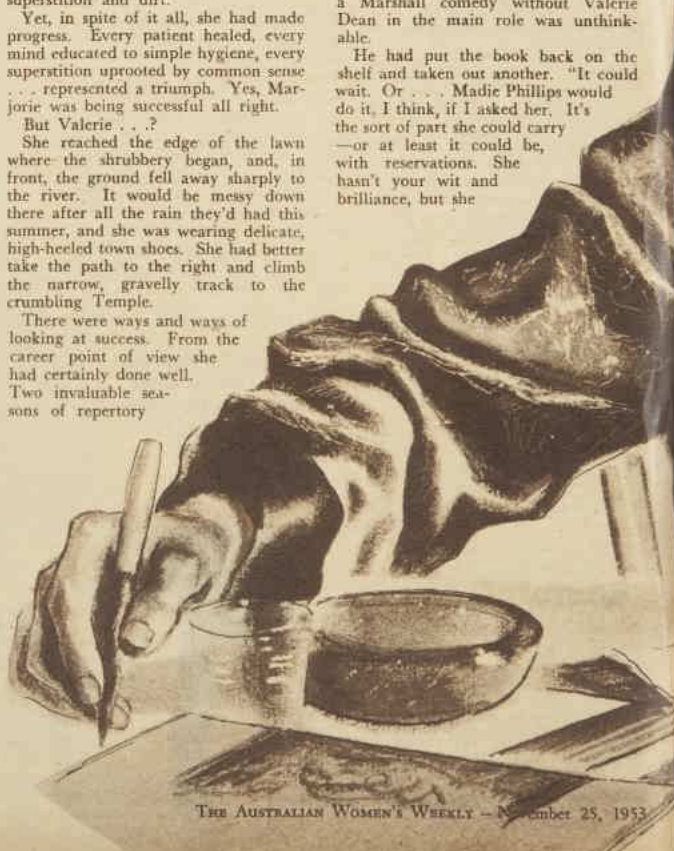 superstition and dirt.
Yet, in spite of it all, she had made
progress. Every patient healed, every
mind educated to simple hygiene, every
superstition uprooted by common sense
. . . represented a triumph. Yes, Mar-
jorie was being successful all right.
But Valerie . . .?
She reached the edge of the lawn
where the shrubbery began, and, in
front, the ground fell away sharply to
the river. It would be messy down
there after all the rain they'd had this
summer, and she was wearing delicate,
high-heeled town shoes. She had better
take the path to the right and climb
the narrow, gravelly track to the
crumbling Temple.
There were ways and ways of
looking at success. From the
career point of view she
had certainly done well.
Two invaluable sea-
sons of repertory
a Marshall comedy without Valerie
Dean in the main role was unthink-
able.
He had put the book back on the
shelf and taken out another. "It could
wait. Or . . . Madie Phillips would
do it, I think, if I asked her. It's
the sort of part she could carry
—or at least it could be,
with reservations. She
hasn't your wit and
brilliance, but she
THE AUSTRALIAN WOMEN'S WEEKLY — November 25, 1953